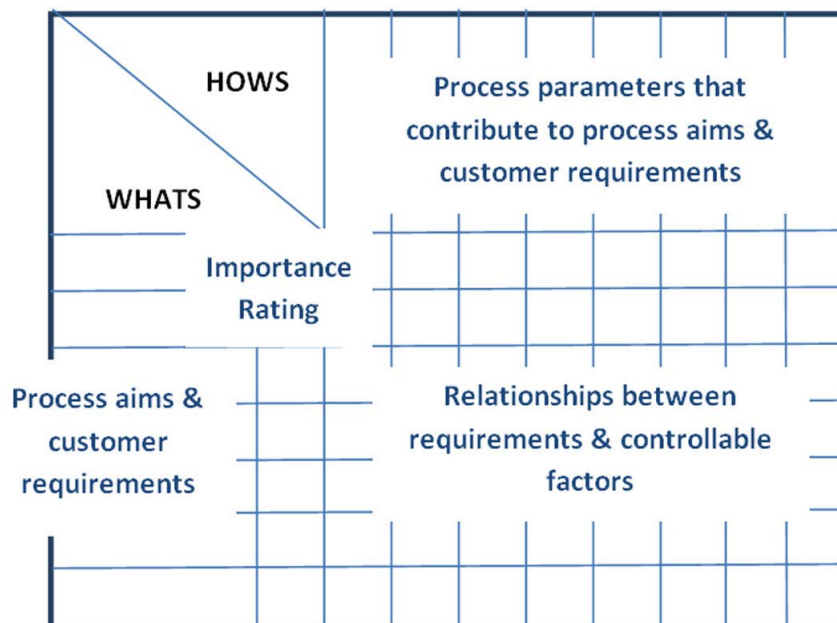 HOWS
Process parameters that
contribute to process aims &
customer requirements
WHATS
Importance
Rating
Process aims &
customer
requirements
Relationships between
requirements & controllable
factors